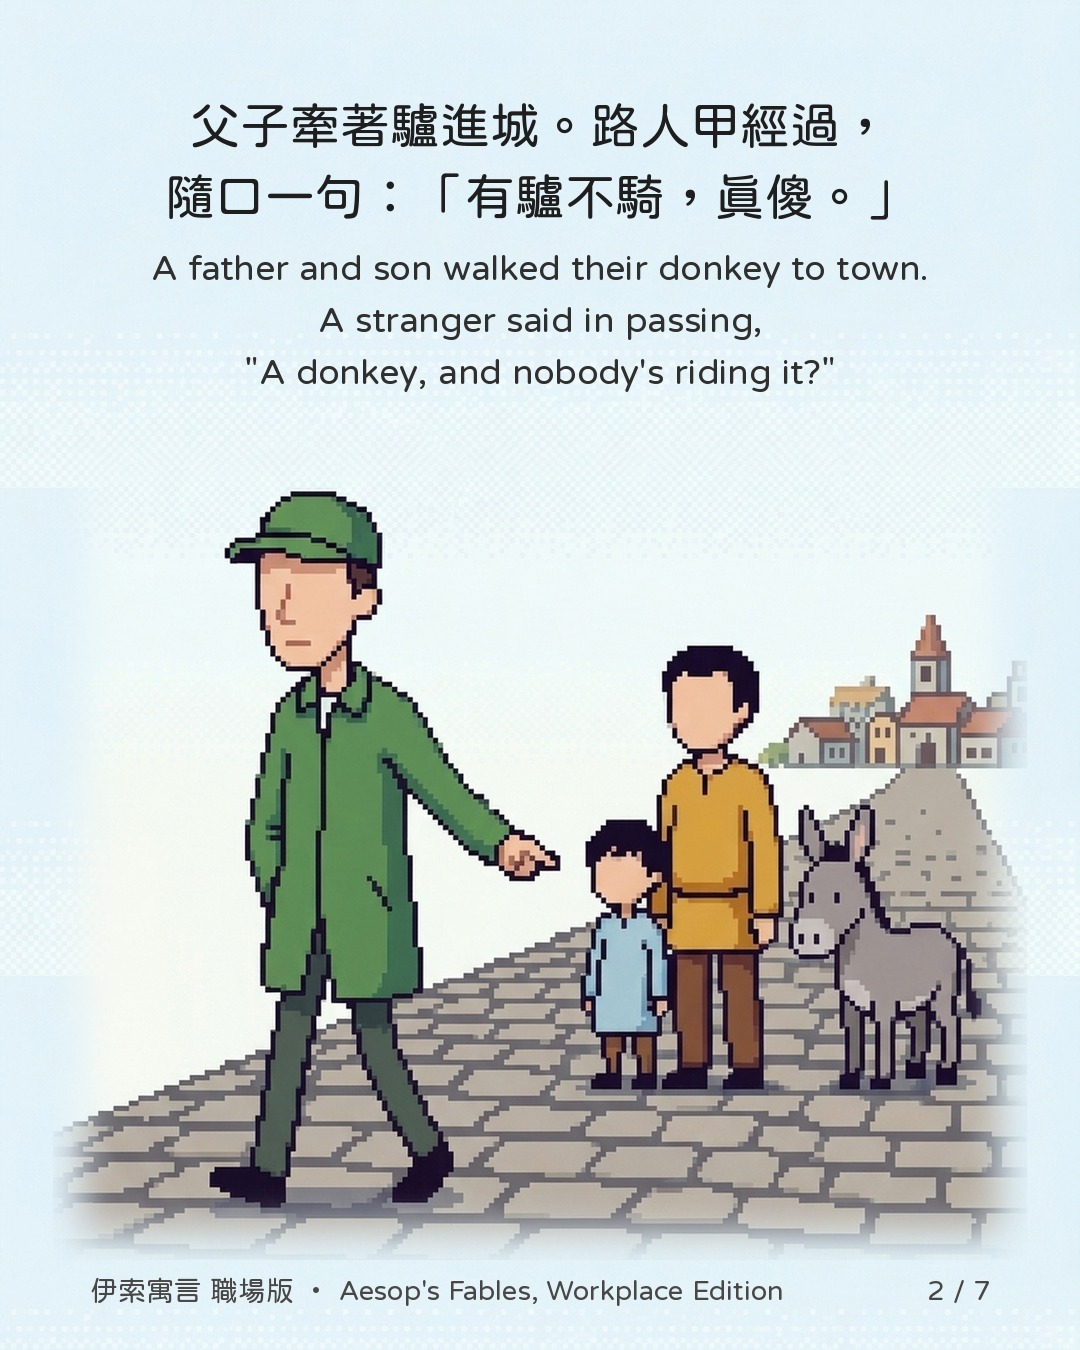 父子牽著驢進城。路人甲經過，
隨口一句：「有驢不騎，眞傻。」
A father and son walked their donkey to town.
A stranger said in passing,
"A donkey, and nobody's riding it?"
伊索寓言 職場版 • Aesop's Fables, Workplace Edition 2 / 7